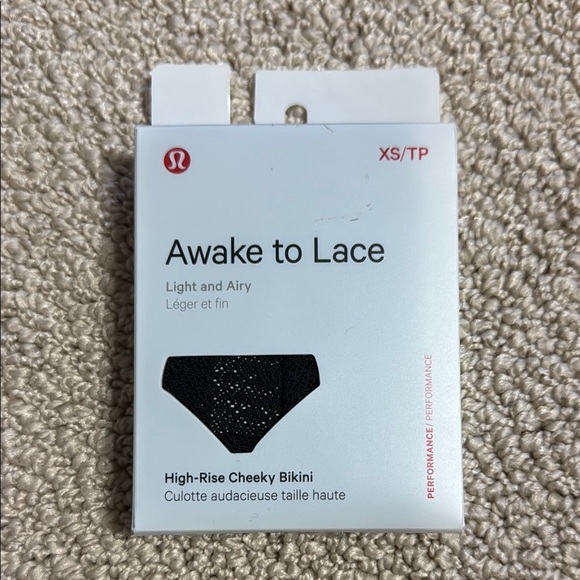 XS/TP
Awake to Lace
Light and Airy
Léger et fin
High-Rise Cheeky Bikini
Culotte audacieuse taille haute
PERFORMANCE/ PERFORMANCE